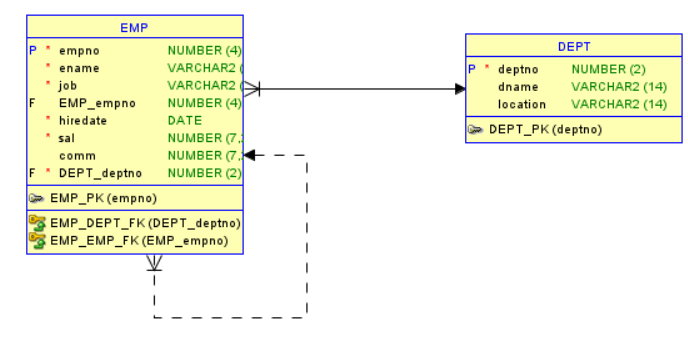 EMP
P * empno NUMBER (4)
* ename VARCHAR2 (
* job VARCHAR2 (
F EMP_empno NUMBER (4)
* hiredate DATE
* sal NUMBER (7,
comm NUMBER (7,
F * DEPT_deptno NUMBER (2)
EMP_PK (empno)
EMP_DEPT_FK (DEPT_deptno)
EMP_EMP_FK (EMP_empno)
DEPT
P * deptno NUMBER (2)
dname VARCHAR2 (14)
location VARCHAR2 (14)
DEPT_PK (deptno)